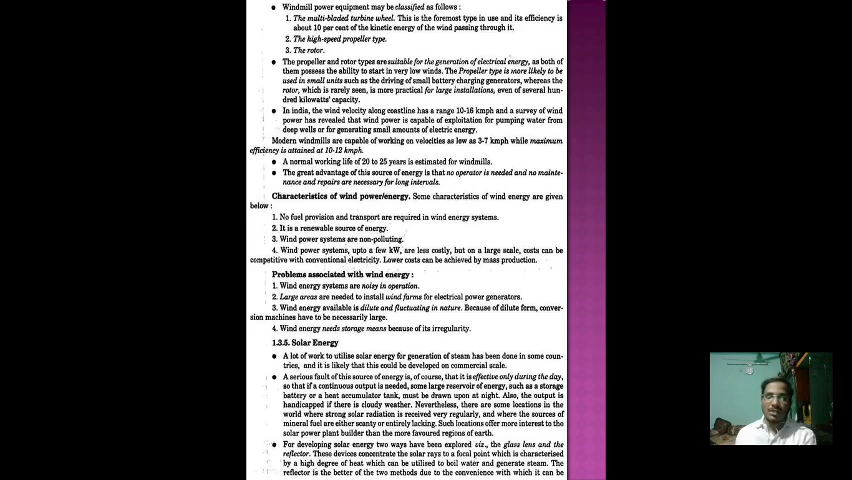 ● Windmill power equipment may be classified as follows :
1. The malti-bladed turbine wheel. This is the foremost type in use and its efficiency is
about 10 per cent of the kinetic energy of the wind passing through it.
2. The high-speed propeller type.
3. The rotor.
● The propeller and rotor types are suitable for the generation of electrical energy, as both of
them possess the ability to start in very low winds. The Propeller type is more likely to be
used in small units such as the driving of small battery charging generators, whereas the
rotor, which is rarely seen, is more practical for large installations, even of several hun-
dred kilowatts' capacity.
● In india, the wind velocity along coastline has a range 10-16 kmph and a survey of wind
power has revealed that wind power is capable of exploitation for pumping water from
deep wells or for generating small amounts of electric energy.
Modern windmills are capable of working on velocities as low as 3-7 kmph while maximum
efficiency is attained at 10-12 kmph.
● A normal working life of 20 to 25 years is estimated for windmills.
● The great advantage of this source of energy is that no operator is needed and no mainte-
nance and repairs are necessary for long intervals.
Characteristics of wind power/energy. Some characteristics of wind energy are given
below :
1. No fuel provision and transport are required in wind energy systems.
2. It is a renewable source of energy.
3. Wind power systems are non-polluting.
4. Wind power systems, upto a few kW, are less costly, but on a large scale, costs can be
competitive with conventional electricity. Lower costs can be achieved by mass production.
Problems associated with wind energy :
1. Wind energy systems are noisy in operation.
2. Large areas are needed to install wind farms for electrical power generators.
3. Wind energy available is dilute and fluctuating in nature. Because of dilute form, conver-
sion machines have to be necessarily large.
4. Wind energy needs storage means because of its irregularity.
1.3.5. Solar Energy
● A lot of work to utilise solar energy for generation of steam has been done in some coun-
tries, and it is likely that this could be developed on commercial scale.
● A serious fault of this source of energy is, of course, that it is effective only during the day,
so that if a continuous output is needed, some large reservoir of energy, such as a storage
battery or a heat accumulator tank, must be drawn upon at night. Also, the output is
handicapped if there is cloudy weather. Nevertheless, there are some locations in the
world where strong solar radiation is received very regularly, and where the sources of
mineral fuel are either scanty or entirely lacking. Such locations offer more interest to the
solar power plant builder than the more favoured regions of earth.
● For developing solar energy two ways have been explored viz., the glass lens and the
reflector. These devices concentrate the solar rays to a focal point which is characterised
by a high degree of heat which can be utilised to boil water and generate steam. The
reflector is the better of the two methods due to the convenience with which it can be